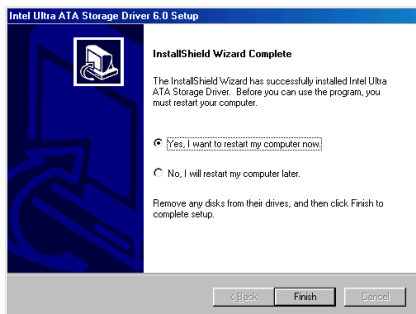 Intel Ultra ATA Storage Driver 6.0 Setup
InstallShield Wizard Complete
The InstallShield Wizard has successfully installed Intel Ultra
ATA Storage Driver. Before you can use the program, you
must restart your computer.
Yes, I want to restart my computer now.
No, I will restart my computer later.
Remove any disks from their drives, and then click Finish to
complete setup.
< Back Finish Cancel